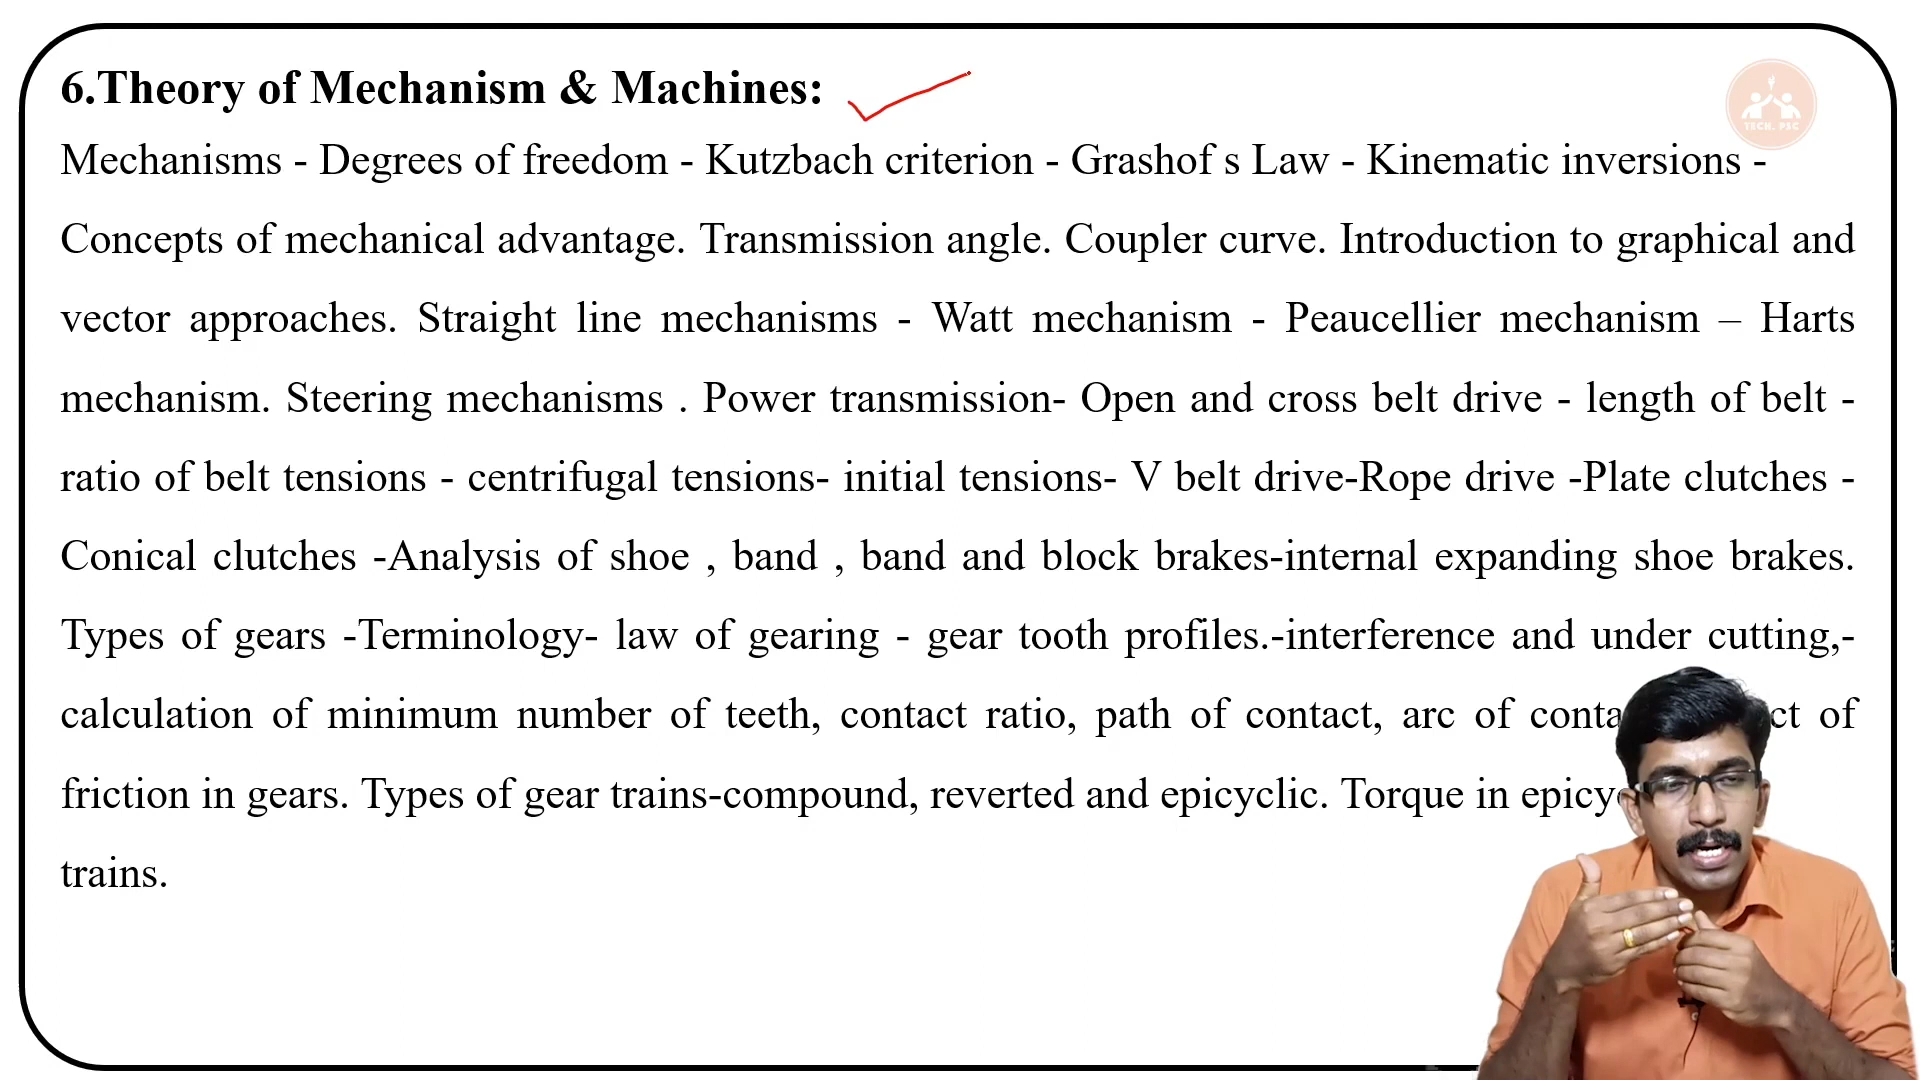 6.Theory of Mechanism & Machines:
TECH. PSC
Mechanisms - Degrees of freedom - Kutzbach criterion - Grashof s Law - Kinematic inversions -
Concepts of mechanical advantage. Transmission angle. Coupler curve. Introduction to graphical and
vector approaches. Straight line mechanisms - Watt mechanism - Peaucellier mechanism – Harts
mechanism. Steering mechanisms . Power transmission- Open and cross belt drive - length of belt -
ratio of belt tensions - centrifugal tensions- initial tensions- V belt drive-Rope drive -Plate clutches -
Conical clutches -Analysis of shoe , band , band and block brakes-internal expanding shoe brakes.
Types of gears -Terminology- law of gearing - gear tooth profiles.-interference and under cutting,-
calculation of minimum number of teeth, contact ratio, path of contact, arc of of
friction in gears. Types of gear trains-compound, reverted and epicyclic. Torque in
trains.